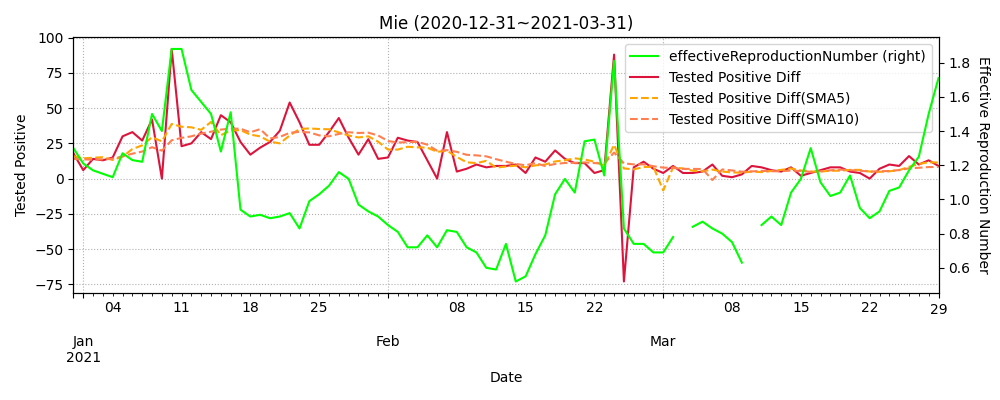 Mie (2020-12-31~2021-03-31)
effectiveReproductionNumber (right)
Tested Positive Diff
Tested Positive Diff(SMA5)
Tested Positive Diff(SMA10)
Tested Positive
100
75
50
25
0
−25
−50
−75
Effective Reproduction Number
1.8
1.6
1.4
1.2
1.0
0.8
0.6
04 11 18 25 08 15 22 08 15 22 29
Jan Feb Mar
2021
Date